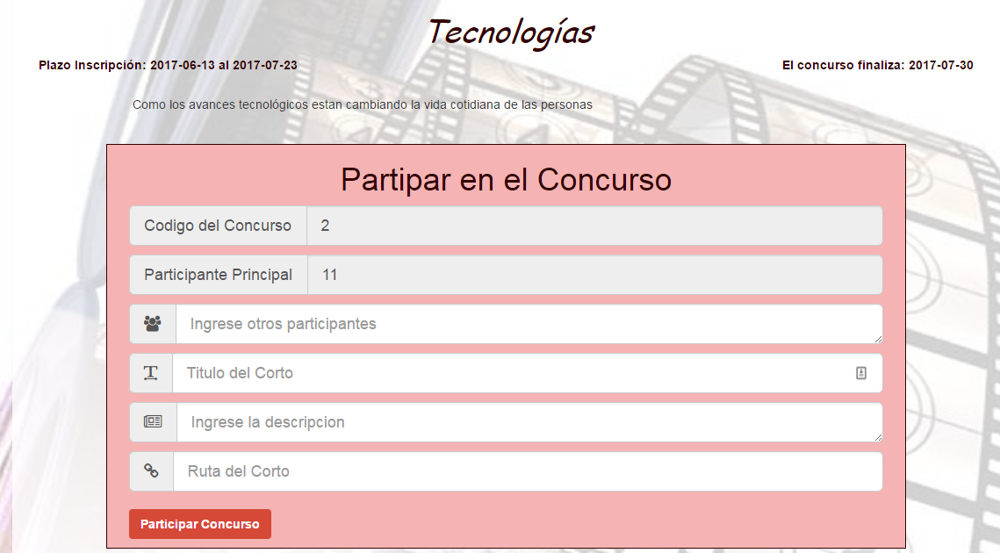 Tecnologías
Plazo Inscripción: 2017-06-13 al 2017-07-23
El concurso finaliza: 2017-07-30
Como los avances tecnológicos estan cambiando la vida cotidiana de las personas
Partipar en el Concurso
Codigo del Concurso 2
Participante Principal 11
Ingrese otros participantes
Titulo del Corto
Ingrese la descripcion
Ruta del Corto
Participar Concurso